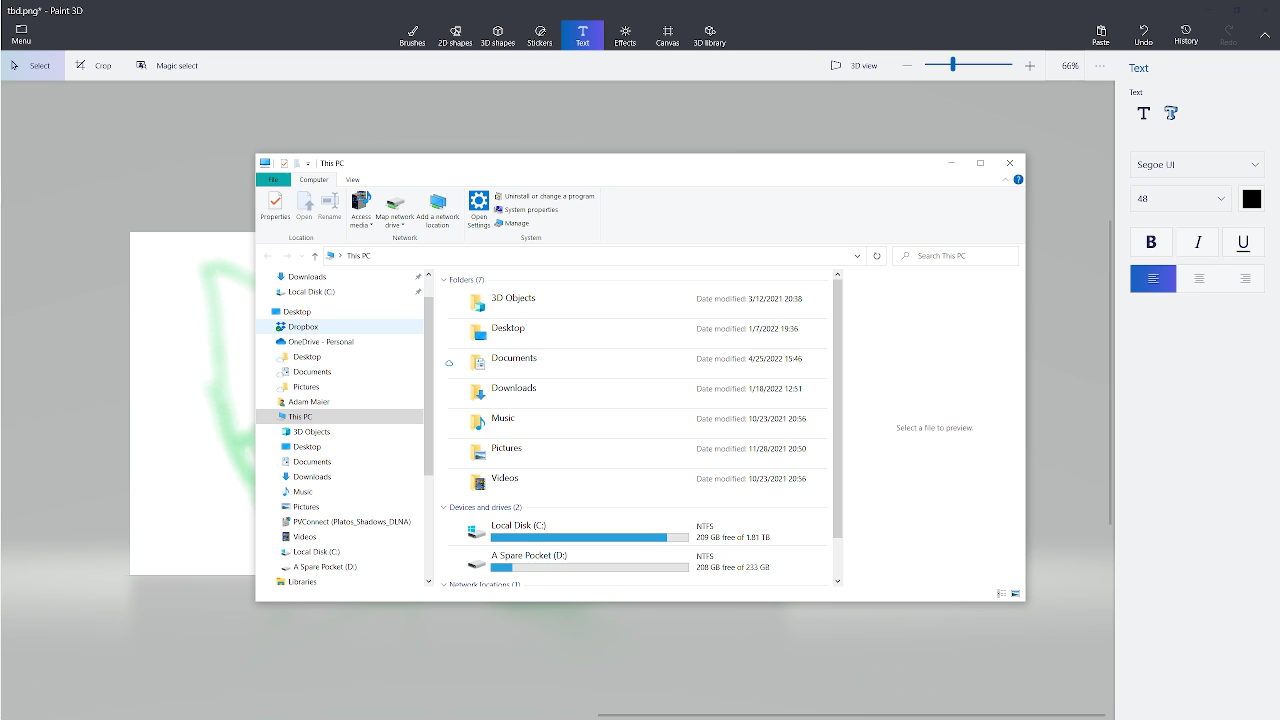 tbd.png* - Paint 3D
Menu
Brushes
2D shapes
3D shapes
Stickers
Text
Effects
Canvas
3D library
Paste
Undo
History
Redo
Select
Crop
Magic select
3D view
66%
Text
Text
Segoe UI
48
B
I
U
This PC
File
Computer
View
Properties
Open
Rename
Location
Access media
Map network drive
Add a network location
Network
Open Settings
Uninstall or change a program
System properties
Manage
System
This PC
Search This PC
Downloads
Local Disk (C:)
Desktop
Dropbox
OneDrive - Personal
Desktop
Documents
Pictures
Adam Maier
This PC
3D Objects
Desktop
Documents
Downloads
Music
Pictures
PVConnect (Platos_Shadows_DLNA)
Videos
Local Disk (C:)
A Spare Pocket (D:)
Libraries
Folders (7)
3D Objects Date modified: 3/12/2021 20:38
Desktop Date modified: 1/7/2022 19:36
Documents Date modified: 4/25/2022 15:46
Downloads Date modified: 1/18/2022 12:51
Music Date modified: 10/23/2021 20:56
Pictures Date modified: 11/28/2021 20:50
Videos Date modified: 10/23/2021 20:56
Devices and drives (2)
Local Disk (C:) NTFS
209 GB free of 1.81 TB
A Spare Pocket (D:) NTFS
208 GB free of 233 GB
Network locations (1)
Select a file to preview.